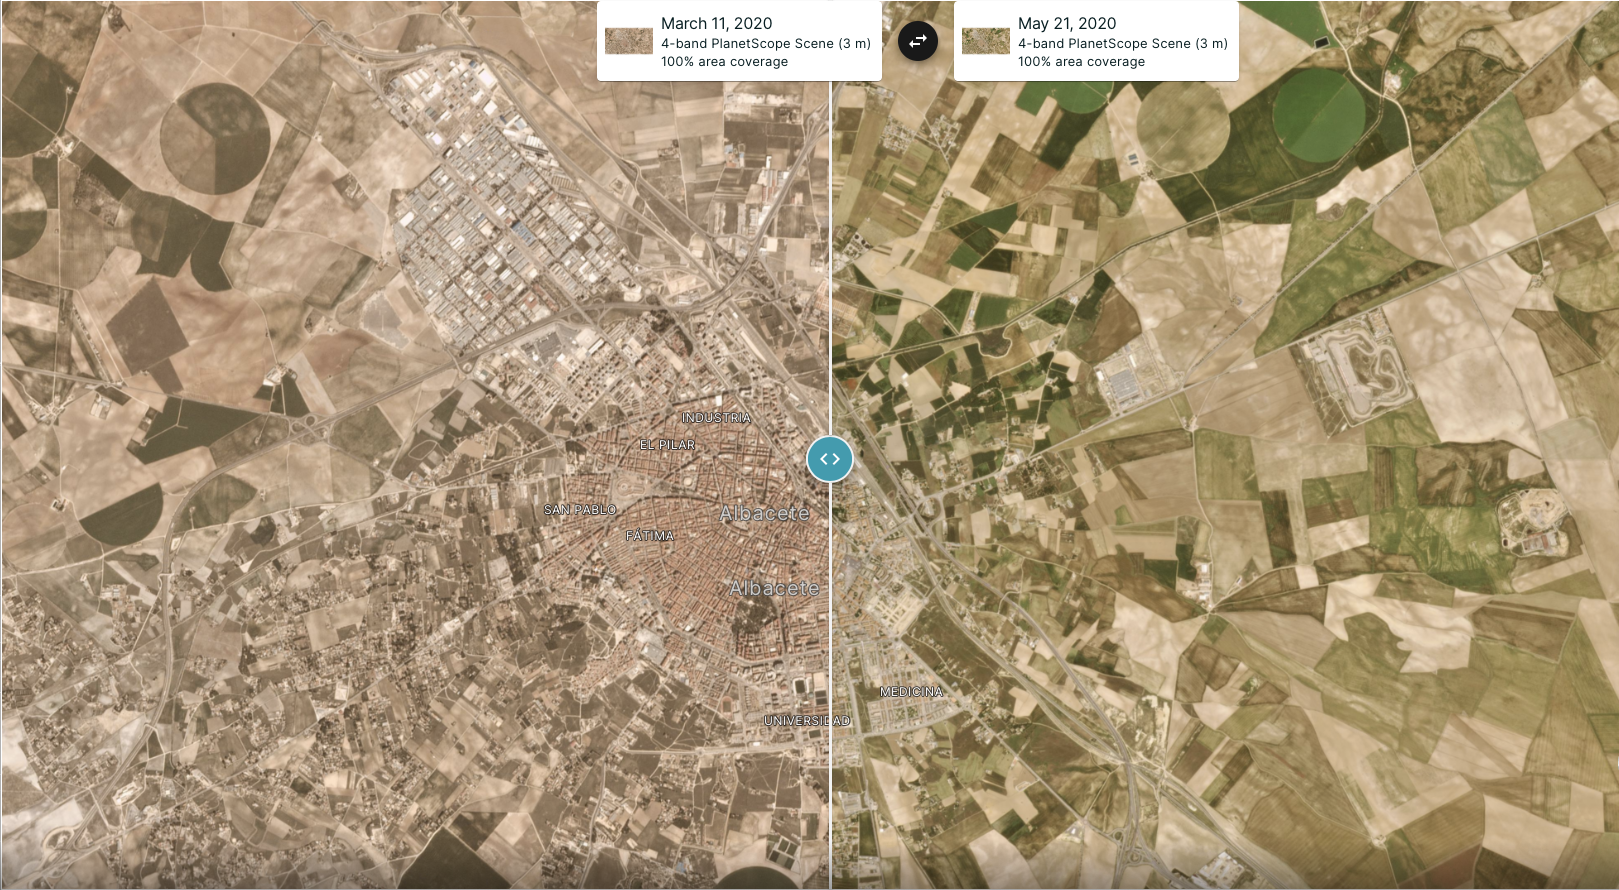 March 11, 2020
4-band PlanetScope Scene (3 m)
100% area coverage
May 21, 2020
4-band PlanetScope Scene (3 m)
100% area coverage
INDUSTRIA
EL PILAR
SAN PABLO
Albacete
FÁTIMA
Albacete
MEDICINA
UNIVERSIDAD